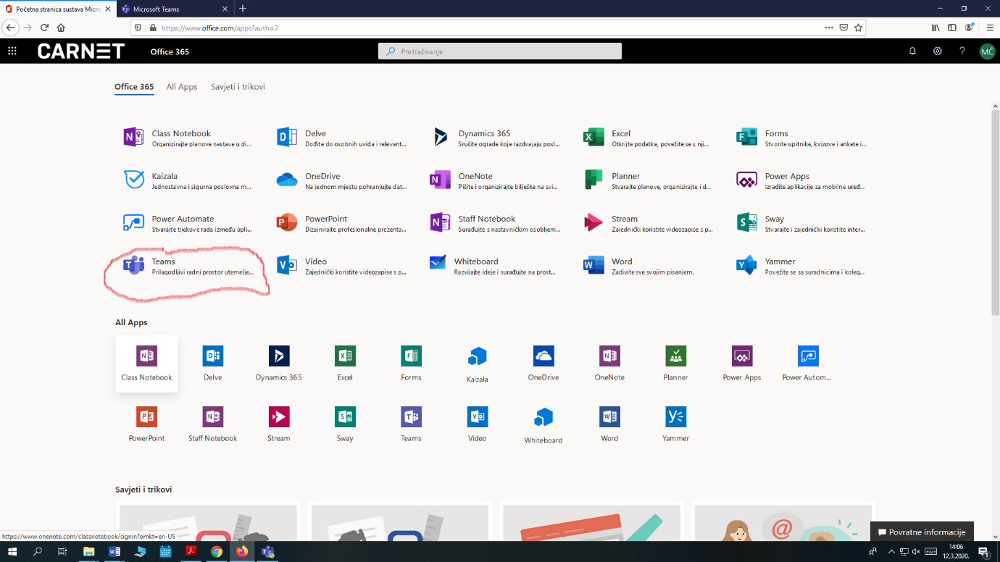 Početna stranica sustava Micro
Microsoft Teams
https://www.office.com/apps?auth=2
CARNET
Office 365
Pretraživanje
MĆ
Office 365
All Apps
Savjeti i trikovi
Class Notebook
Organizirajte planove nastave u di...
Delve
Dođite do osobnih uvida i relevant...
Dynamics 365
Srušite ograde koje razdvajaju posl...
Excel
Otkrijte podatke, povežite se s nji...
Forms
Stvorite upitnike, kvizove i ankete i...
Kaizala
Jednostavna i sigurna poslovna m...
OneDrive
Na jednom mjestu pohranjujte dat...
OneNote
Pišite i organizirajte bilješke na svi...
Planner
Stvarajte planove, organizirajte i d...
Power Apps
Izradite aplikacije za mobilne uređ...
Power Automate
Stvarajte tijekove rada između apli...
PowerPoint
Dizajnirajte profesionalne prezenta...
Staff Notebook
Surađujte s nastavničkim osobljem...
Stream
Zajednički koristite videozapise s p...
Sway
Stvarajte i zajednički koristite inter...
Teams
Prilagodljivi radni prostor utemelje...
Video
Zajednički koristite videozapise s p...
Whiteboard
Razvijajte ideje i surađujte na prost...
Word
Zadivite sve svojim pisanjem.
Yammer
Povežite se sa suradnicima i koleg...
All Apps
Class Notebook
Delve
Dynamics 365
Excel
Forms
Kaizala
OneDrive
OneNote
Planner
Power Apps
Power Autom...
PowerPoint
Staff Notebook
Stream
Sway
Teams
Video
Whiteboard
Word
Yammer
Savjeti i trikovi
Povratne informacije
https://www.onenote.com/classnotebook/signin?omkt=en-US
14:06
12.3.2020.
1